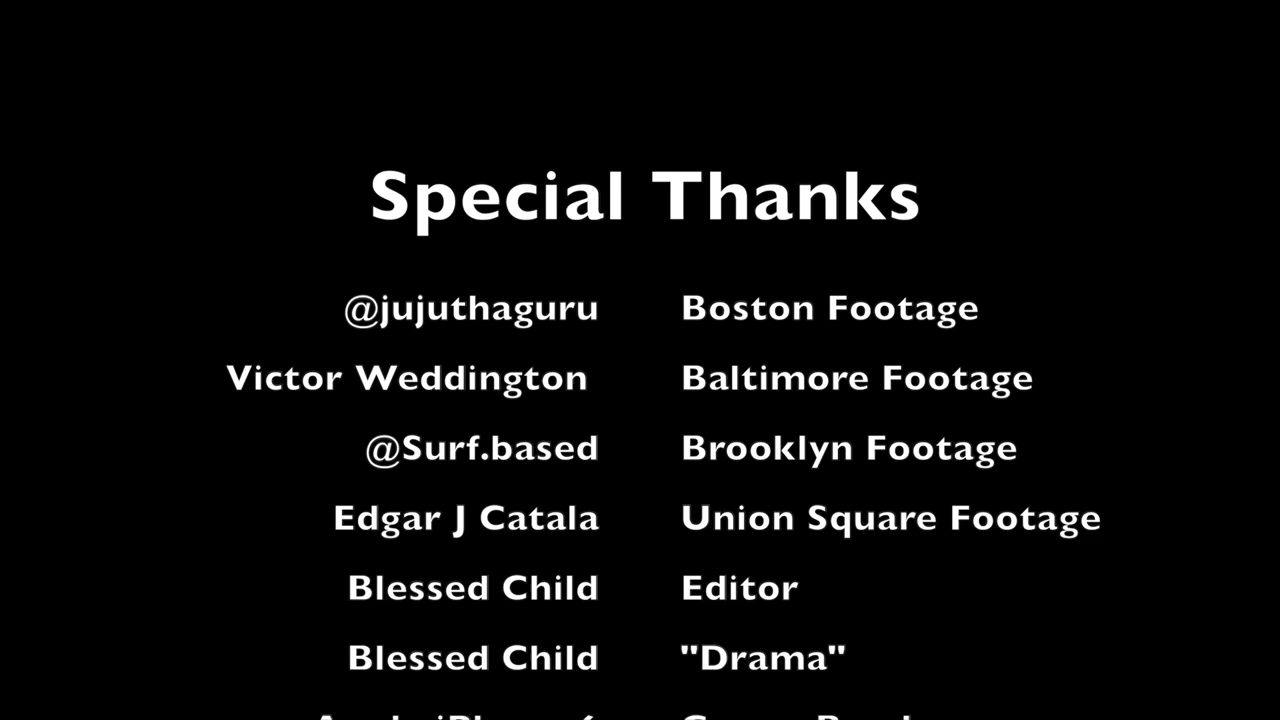 Special Thanks
@jujuthaguru Boston Footage
Victor Weddington Baltimore Footage
@Surf.based Brooklyn Footage
Edgar J Catala Union Square Footage
Blessed Child Editor
Blessed Child "Drama"